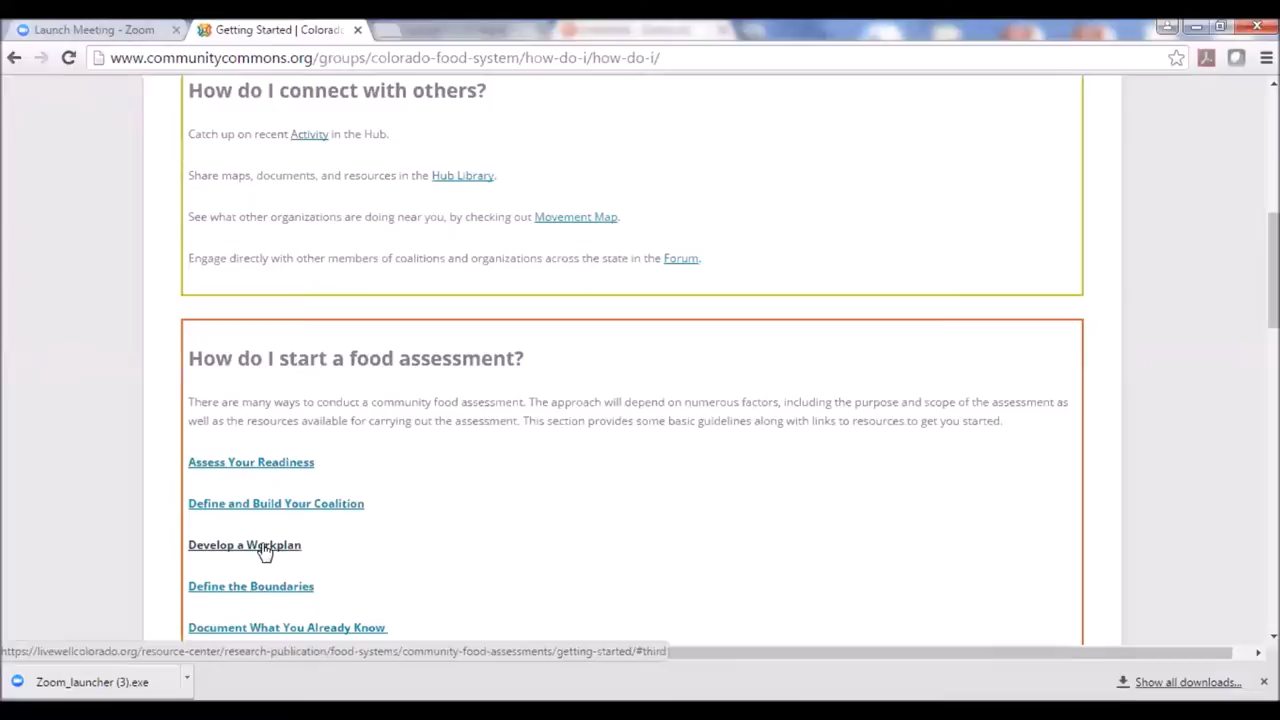 Launch Meeting - Zoom
Getting Started | Colorado
www.communitycommons.org/groups/colorado-food-system/how-do-i/how-do-i/
How do I connect with others?
Catch up on recent Activity in the Hub.
Share maps, documents, and resources in the Hub Library.
See what other organizations are doing near you, by checking out Movement Map.
Engage directly with other members of coalitions and organizations across the state in the Forum.
How do I start a food assessment?
There are many ways to conduct a community food assessment. The approach will depend on numerous factors, including the purpose and scope of the assessment as
well as the resources available for carrying out the assessment. This section provides some basic guidelines along with links to resources to get you started.
Assess Your Readiness
Define and Build Your Coalition
Develop a Workplan
Define the Boundaries
Document What You Already Know
https://livewellcolorado.org/resource-center/research-publication/food-systems/community-food-assessments/getting-started/#third
Zoom_launcher (3).exe
Show all downloads...